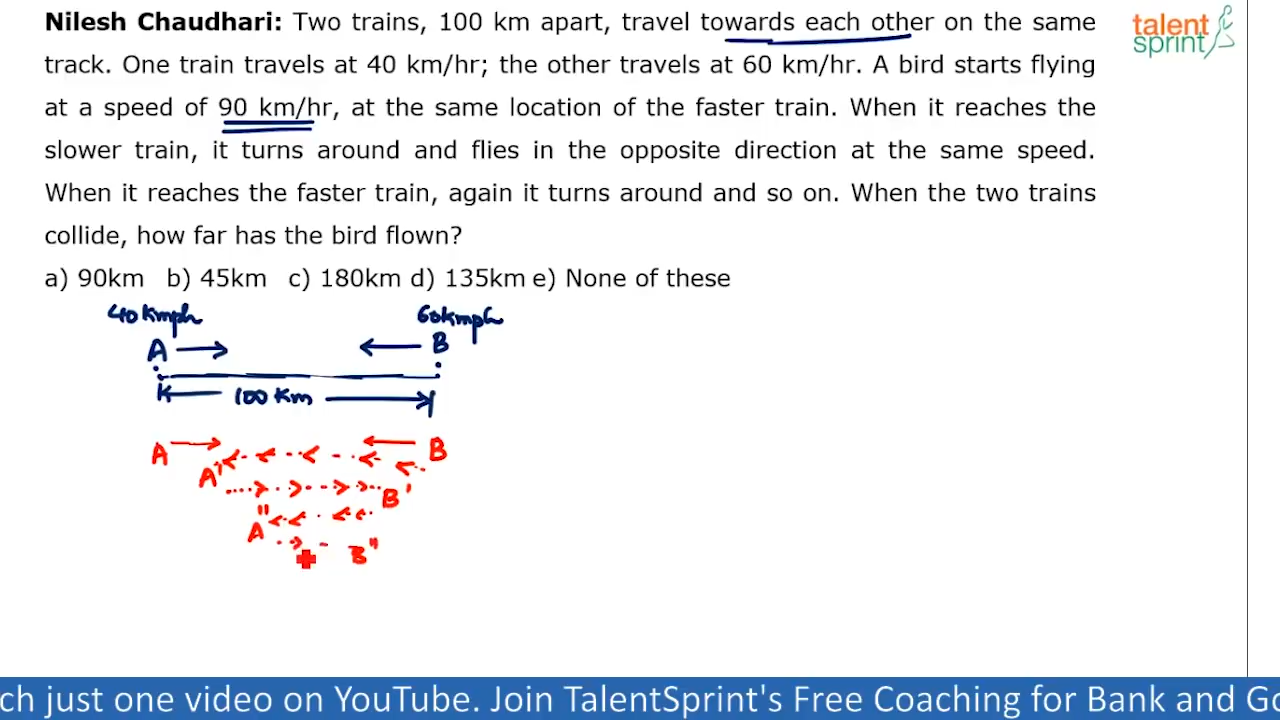 Nilesh Chaudhari: Two trains, 100 km apart, travel towards each other on the same
track. One train travels at 40 km/hr; the other travels at 60 km/hr. A bird starts flying
at a speed of 90 km/hr, at the same location of the faster train. When it reaches the
slower train, it turns around and flies in the opposite direction at the same speed.
When it reaches the faster train, again it turns around and so on. When the two trains
collide, how far has the bird flown?
a) 90km b) 45km c) 180km d) 135km e) None of these
talent
sprint
40 kmph 60 kmph
A B
100 Km
A B
A' B'
A" B"
ch just one video on YouTube. Join TalentSprint's Free Coaching for Bank and Go